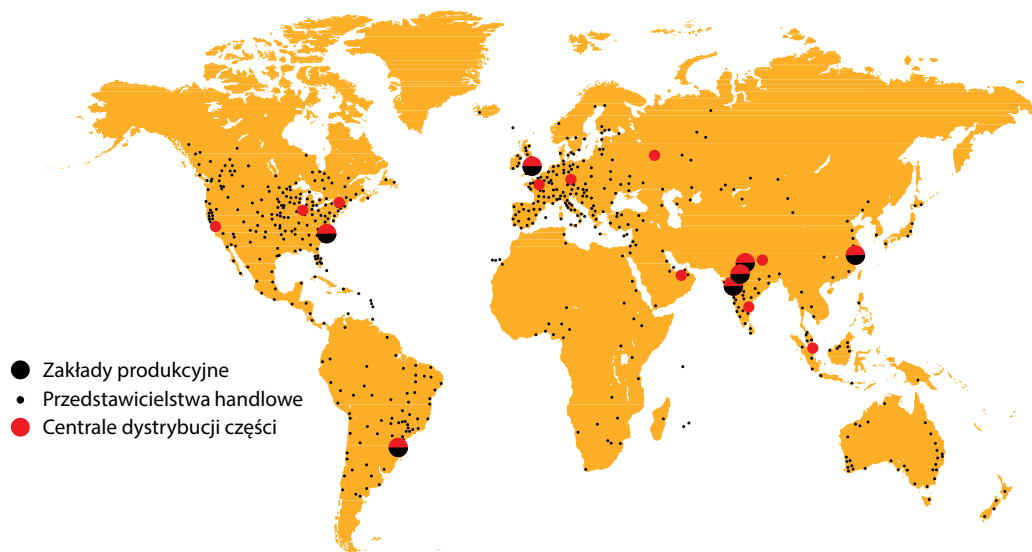 Zakłady produkcyjne
Przedstawicielstwa handlowe
Centrale dystrybucji części